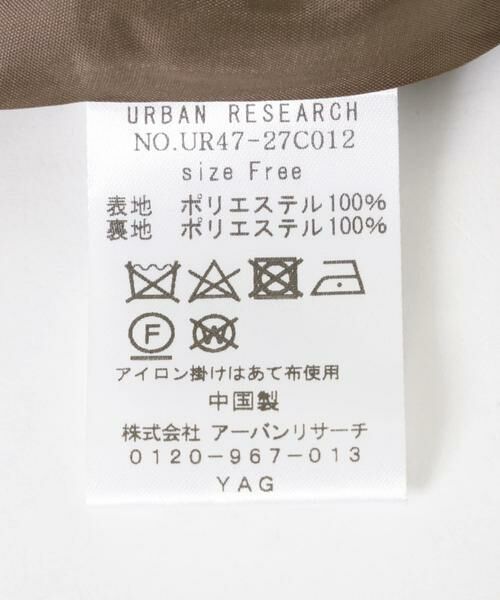 URBAN RESEARCH
NO.UR47-27C012
size Free
表地 ポリエステル100%
裏地 ポリエステル100%
F W
アイロン掛けはあて布使用
中国製
株式会社 アーバンリサーチ
0120-967-013
YAG